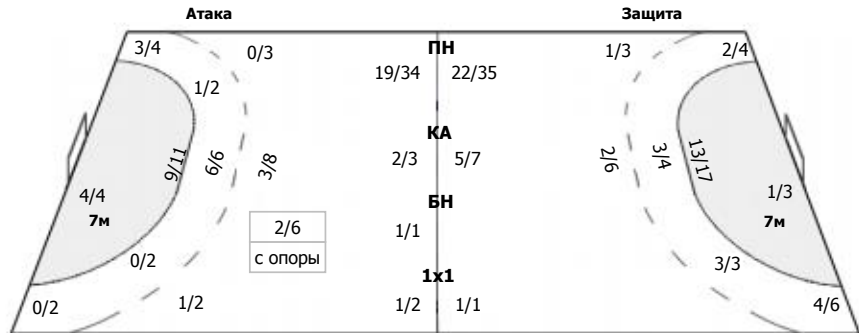 Атака Защита
3/4 0/3 ПН 1/3 2/4
19/34 22/35
1/2
КА
9/11 6/6 3/8 2/3 5/7 2/6 3/4 13/17
4/4 1/3
7м БН 7м
2/6 1/1
с опоры
0/2 3/3
1x1
0/2 1/2 1/2 1/1 4/6